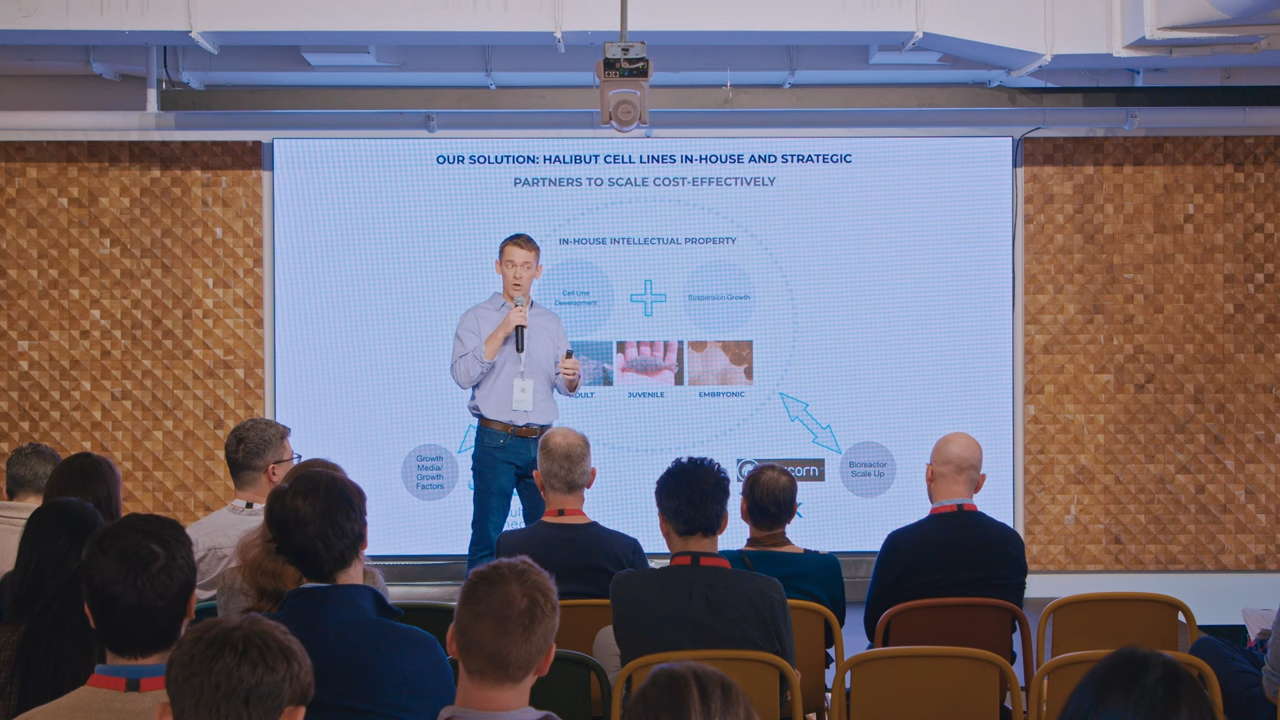 OUR SOLUTION: HALIBUT CELL LINES IN-HOUSE AND STRATEGIC
PARTNERS TO SCALE COST-EFFECTIVELY
IN-HOUSE INTELLECTUAL PROPERTY
Cell Line
Development
Suspension Growth
JUVENILE
EMBRYONIC
Growth
Media/
Growth
Factors
Bioreactor
Scale Up